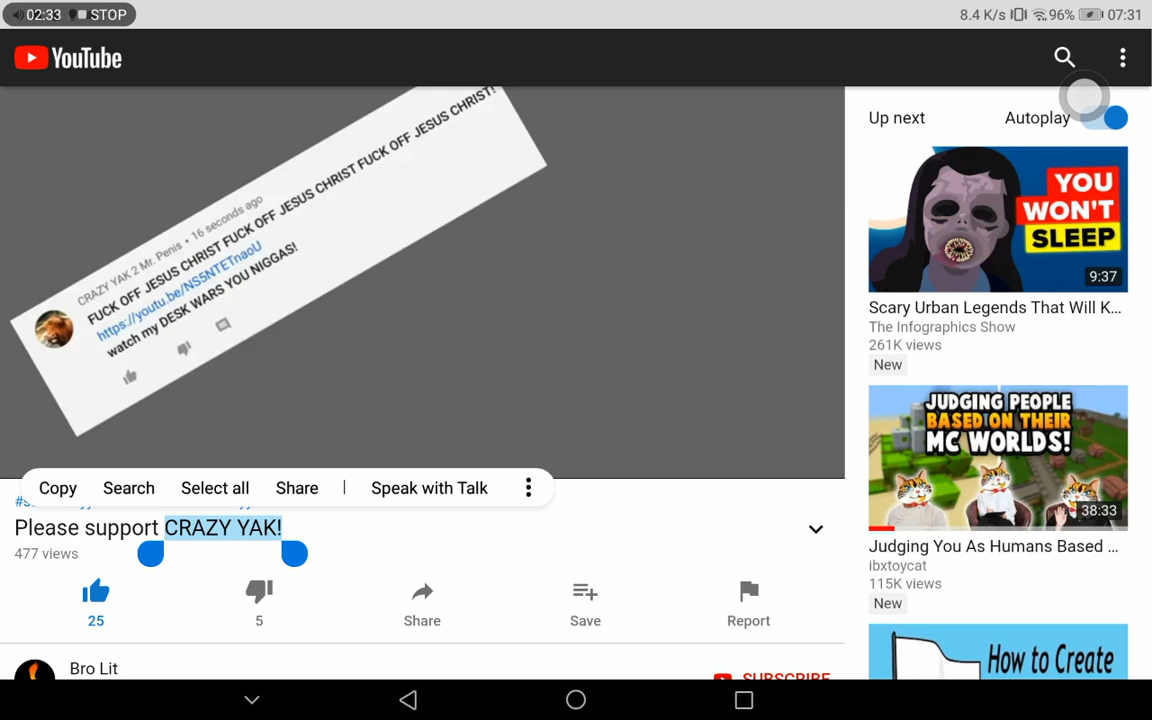 02:33 STOP
8.4 K/s 96% 07:31
YouTube
Up next
Autoplay
CRAZY YAK 2 Mr. Penis • 16 seconds ago
FUCK OFF JESUS CHRIST FUCK OFF JESUS CHRIST FUCK OFF JESUS CHRIST!
https://youtu.be/NS5NTETnaoU
watch my DESK WARS YOU NIGGAS!
Copy
Search
Select all
Share
Speak with Talk
Please support CRAZY YAK!
477 views
25
5
Share
Save
Report
Bro Lit
SUBSCRIBE
YOU
WON'T
SLEEP
9:37
Scary Urban Legends That Will K...
The Infographics Show
261K views
New
JUDGING PEOPLE
BASED ON THEIR
MC WORLDS!
38:33
Judging You As Humans Based ...
ibxtoycat
115K views
New
How to Create